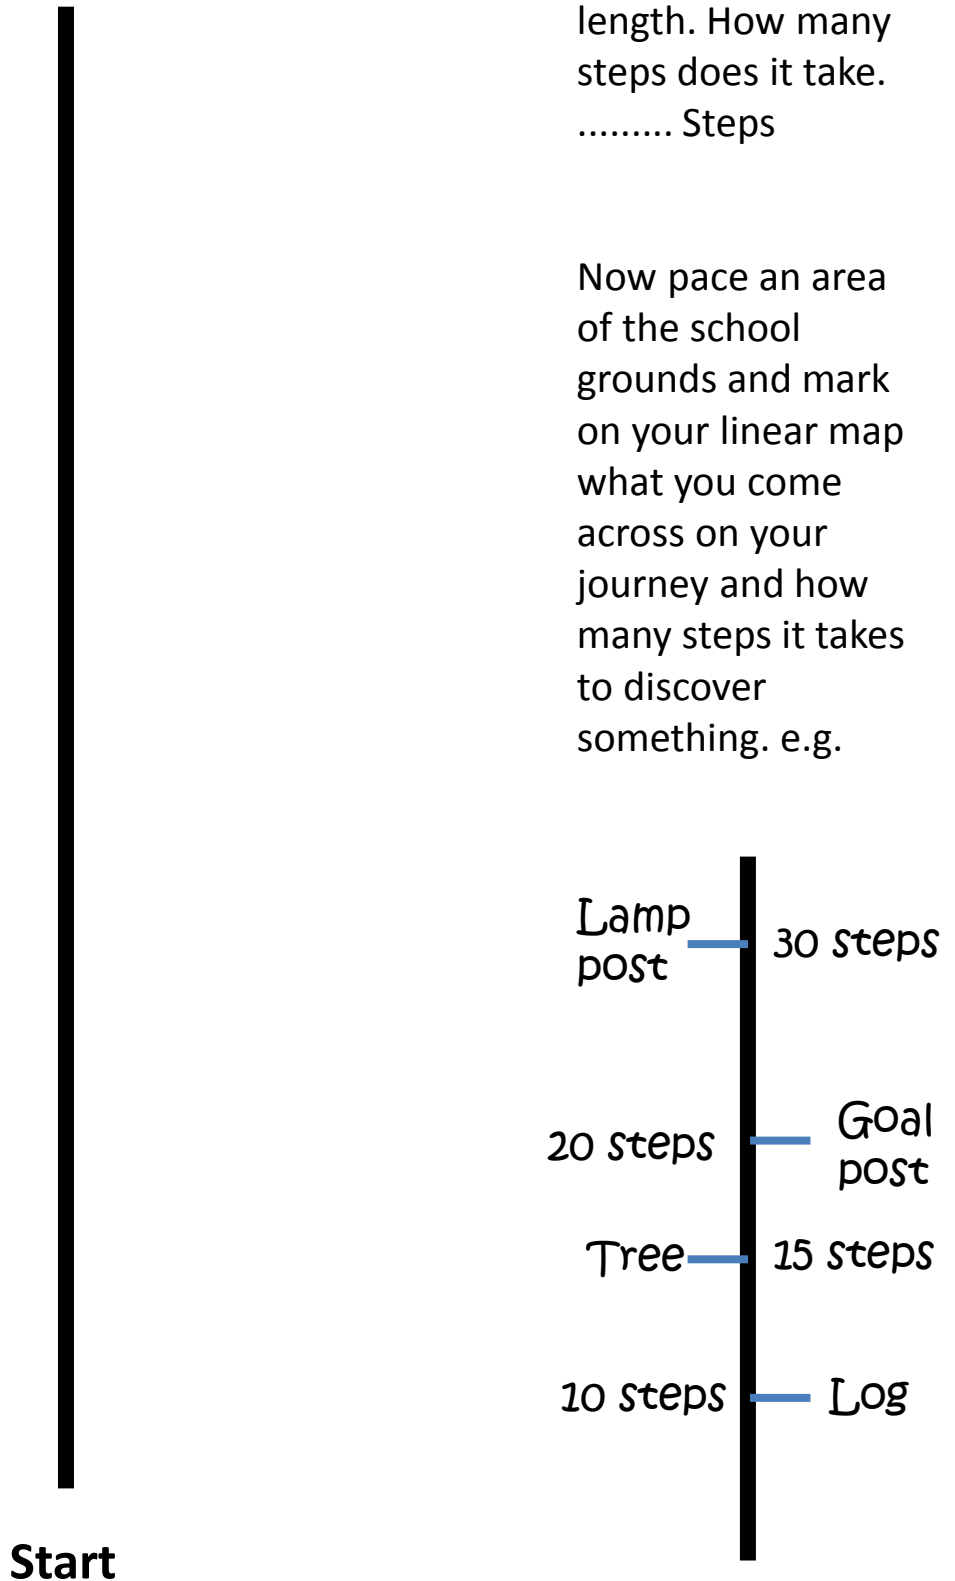 length. How many
steps does it take.
......... Steps
Now pace an area
of the school
grounds and mark
on your linear map
what you come
across on your
journey and how
many steps it takes
to discover
something. e.g.
Lamp
post
30 steps
20 steps
Goal
post
Tree
15 steps
10 steps
Log
Start